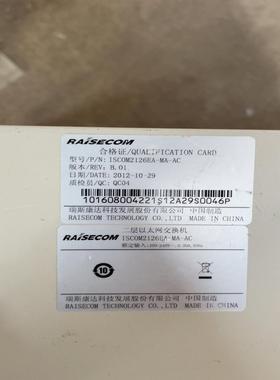 RAISECOM
合格证/QUALIFICATION CARD
型号/P/N: ISCOM2126EA-MA-AC
版本/REV: B.01
日期/DATE: 2012-10-29
质检员/QC: QC04
101608004221S12A29S0046P
瑞斯康达科技发展股份有限公司 中国制造
RAISECOM TECHNOLOGY CO.,LTD. MADE IN CHINA
RAISECOM
二层以太网交换机
ISCOM2126EA-MA-AC
10
瑞斯康达科技发展股份有限公司 中国制造
RAISECOM TECHNOLOGY CO.,LTD. MADE IN CHINA